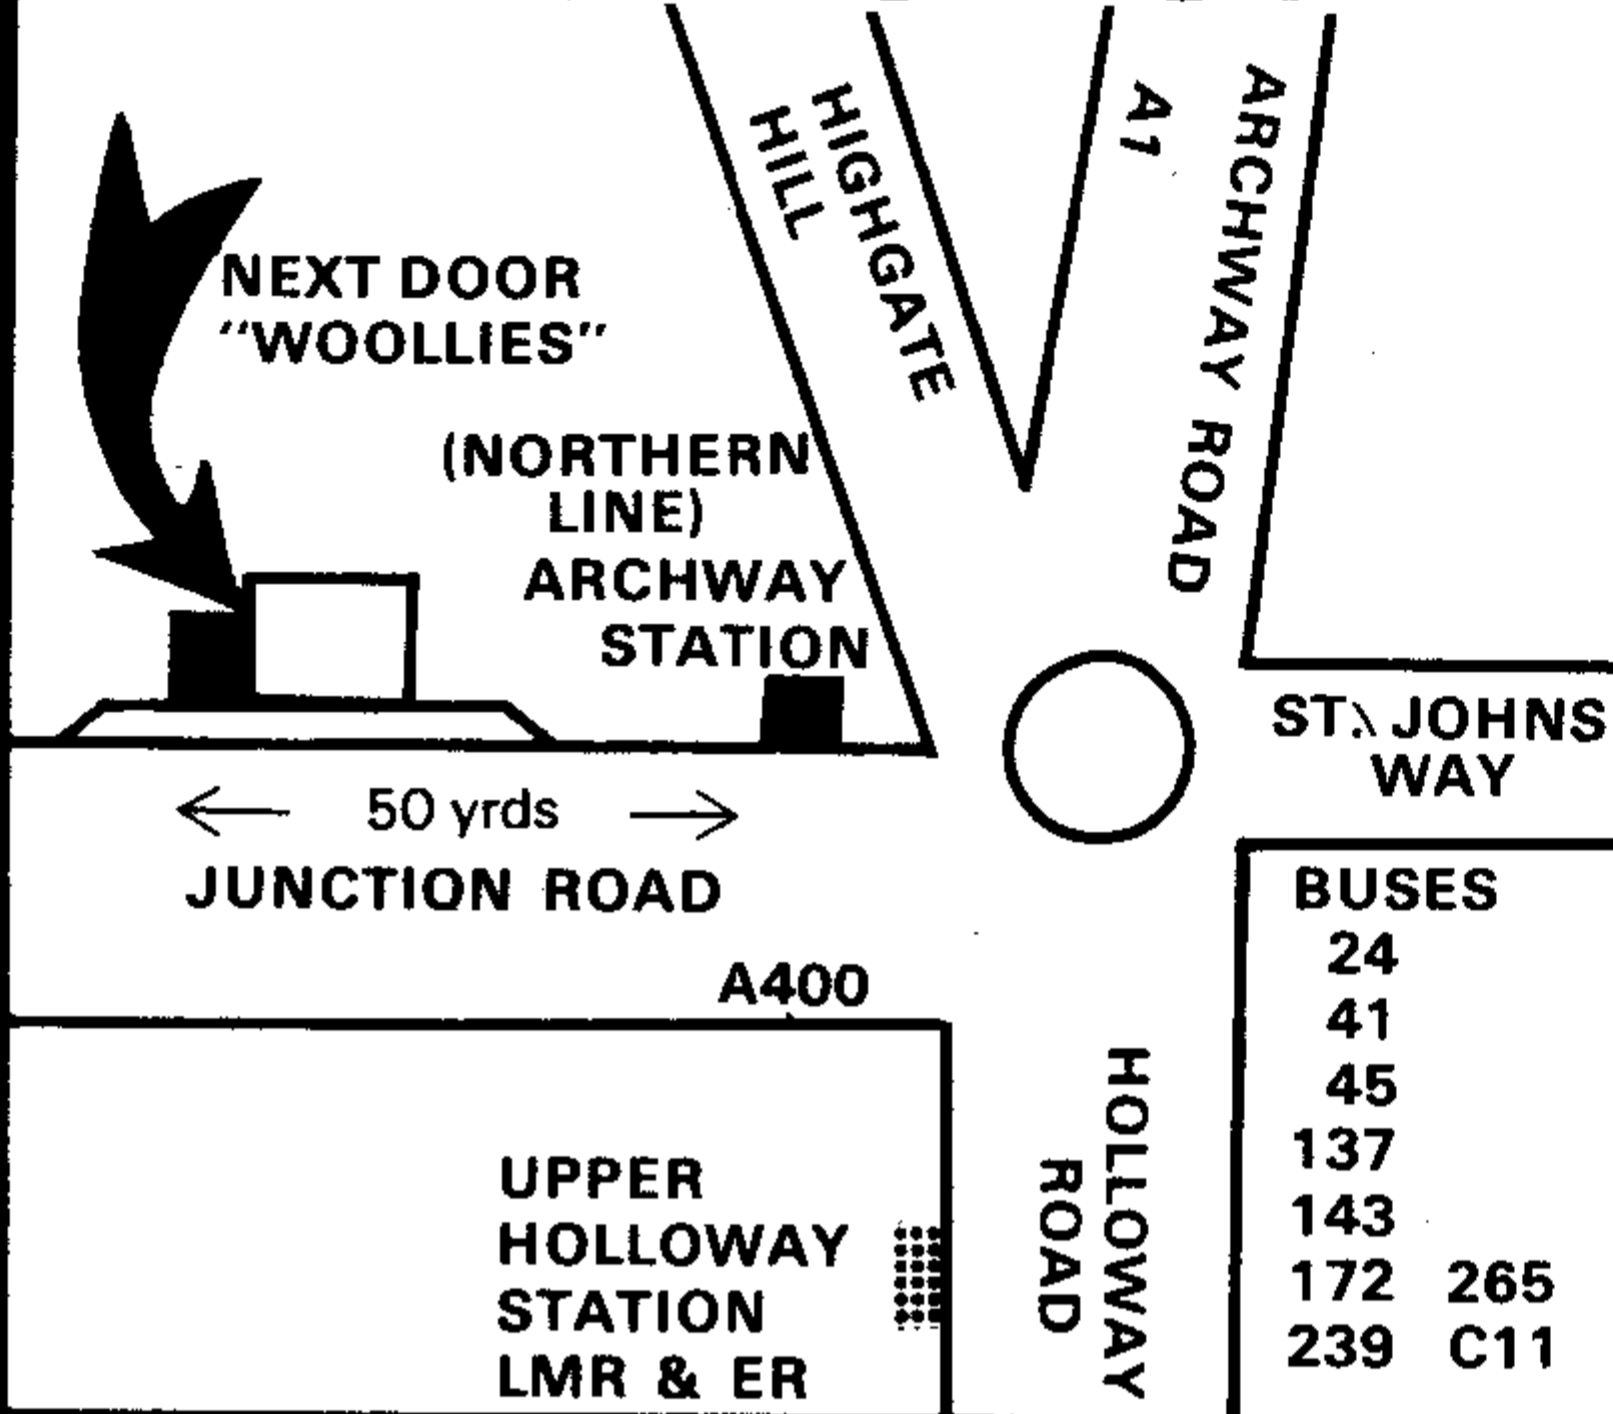 HIGHGATE
HILL
A1
ARCHWAY ROAD
NEXT DOOR
"WOOLLIES"
(NORTHERN
LINE)
ARCHWAY
STATION
ST. JOHNS
WAY
50 yrds
JUNCTION ROAD
A400
HOLLOWAY
ROAD
UPPER
HOLLOWAY
STATION
LMR & ER
BUSES
24
41
45
137
143
172 265
239 C11